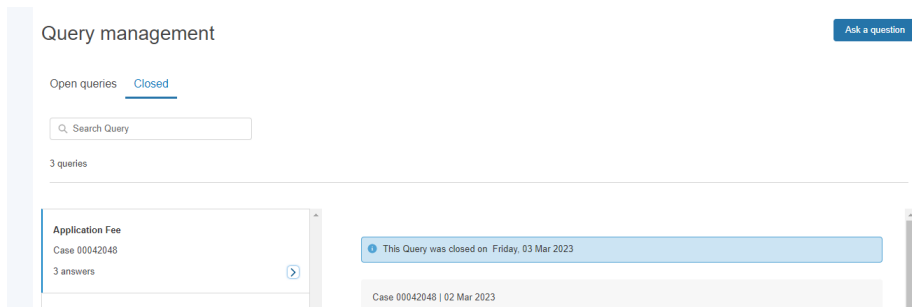 Query management
Ask a question
Open queries Closed
Search Query
3 queries
Application Fee
Case 00042048
3 answers
This Query was closed on Friday, 03 Mar 2023
Case 00042048 | 02 Mar 2023